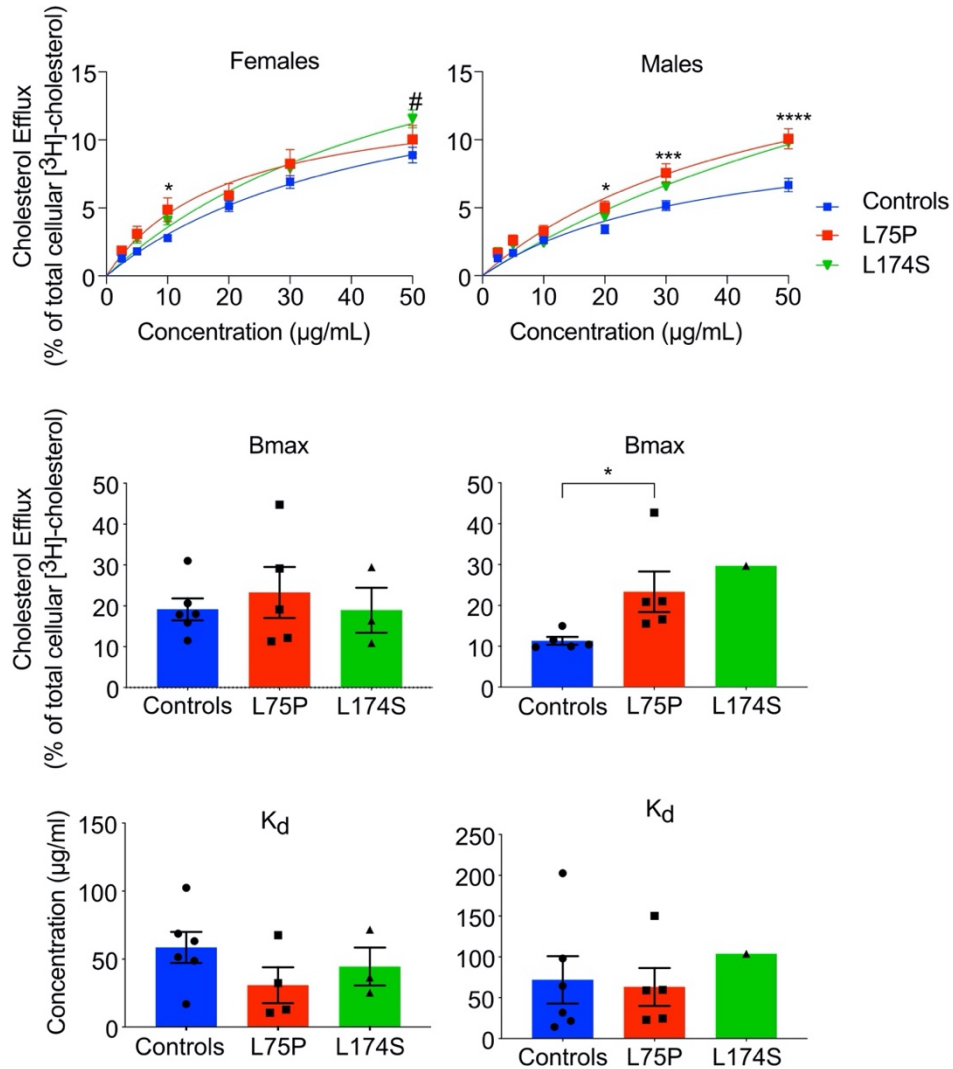 Females
Males
Cholesterol Efflux
(% of total cellular [³H]-cholesterol)
15
10
5
0
*
#
0 10 20 30 40 50
Concentration (µg/mL)
15
10
5
0
*
***
****
0 10 20 30 40 50
Concentration (µg/mL)
Controls
L75P
L174S
Bmax
Cholesterol Efflux
(% of total cellular [³H]-cholesterol)
50
40
30
20
10
0
Controls L75P L174S
Bmax
*
50
40
30
20
10
0
Controls L75P L174S
Kd
Concentration (µg/ml)
150
100
50
0
Controls L75P L174S
Kd
250
200
150
100
50
0
Controls L75P L174S